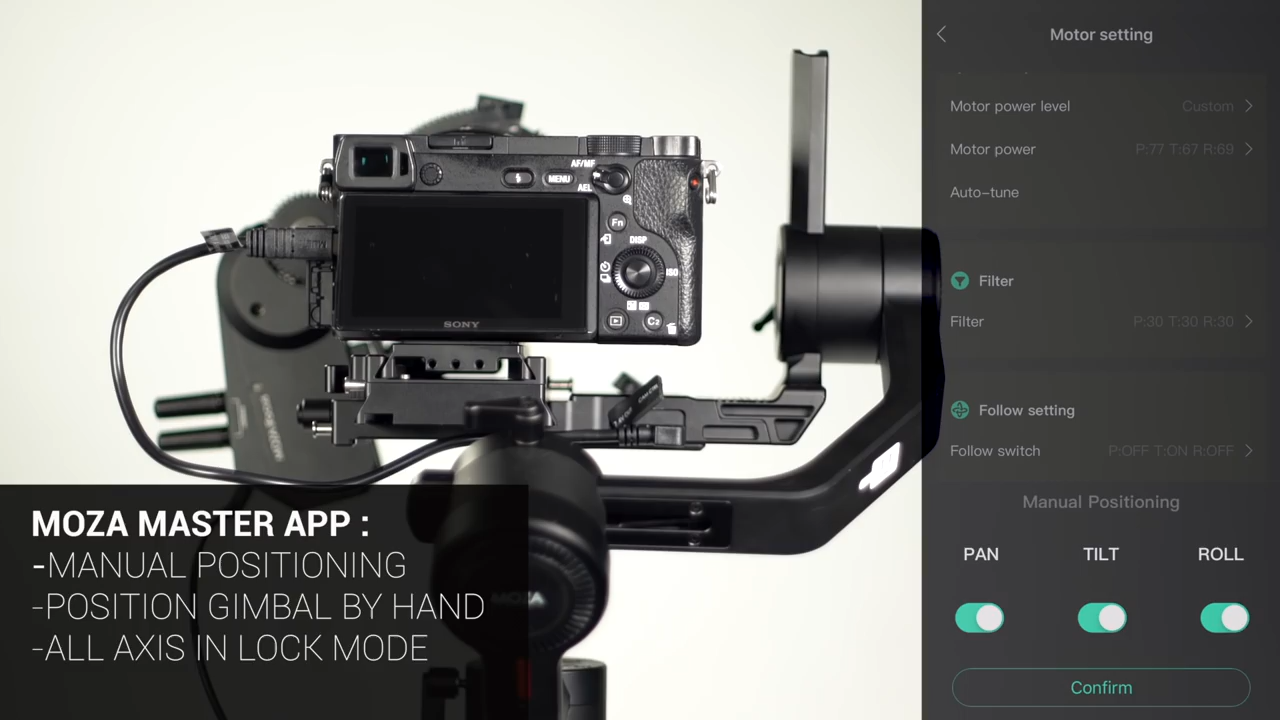 Motor setting
Motor power level Custom
Motor power P:77 T:67 R:69
Auto-tune
Filter
Filter P:30 T:30 R:30
Follow setting
Follow switch P:OFF T:ON R:OFF
Manual Positioning
PAN TILT ROLL
Confirm
AF/MF
MENU
AEL
Fn
DISP
ISO
C2
SONY
MOZA
MOZA MASTER APP :
-MANUAL POSITIONING
-POSITION GIMBAL BY HAND
-ALL AXIS IN LOCK MODE